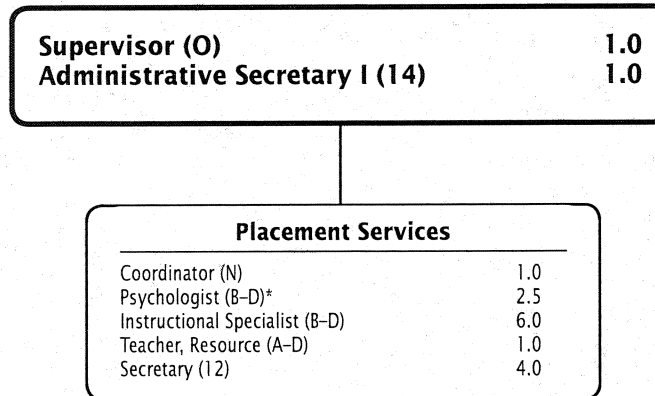 Supervisor (O) 1.0
Administrative Secretary I (14) 1.0
Placement Services
Coordinator (N) 1.0
Psychologist (B–D)* 2.5
Instructional Specialist (B–D) 6.0
Teacher, Resource (A–D) 1.0
Secretary (12) 4.0